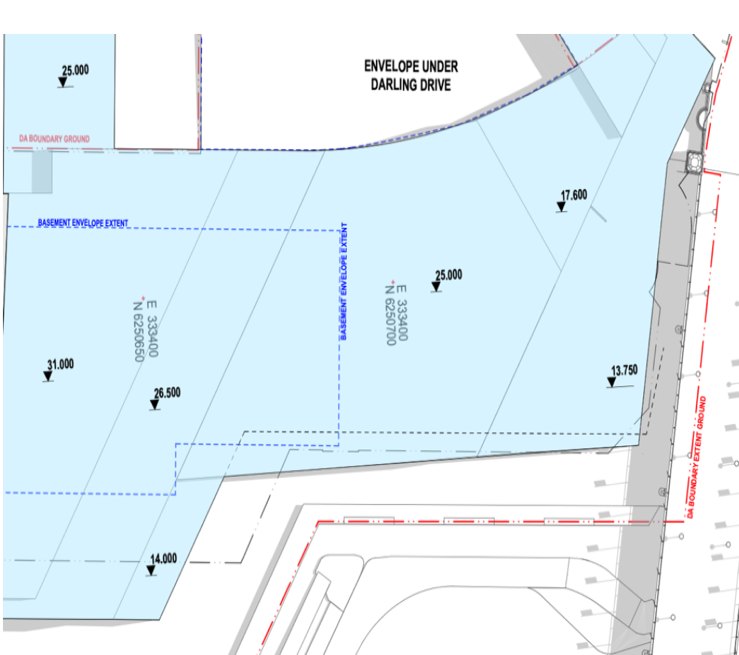 25.000
ENVELOPE UNDER
DARLING DRIVE
DA BOUNDARY GROUND
17.600
BASEMENT ENVELOPE EXTENT
BASEMENT ENVELOPE EXTENT
25.000
E 333400
N 6250650
E 333400
N 6250700
31.000
26.500
13.750
DA BOUNDARY EXTENT GROUND
14.000